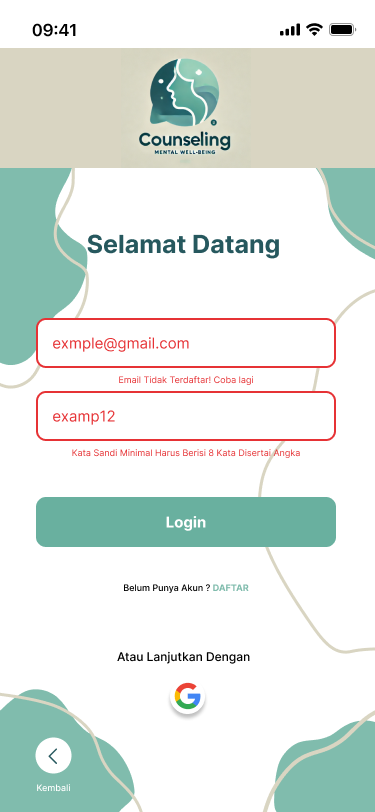 09:41
Counseling
MENTAL WELL-BEING
Selamat Datang
exmple@gmail.com
Email Tidak Terdaftar! Coba lagi
examp12
Kata Sandi Minimal Harus Berisi 8 Kata Disertai Angka
Login
Belum Punya Akun ? DAFTAR
Atau Lanjutkan Dengan
Kembali